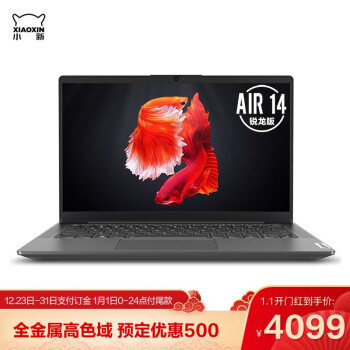 XIAOXIN
小新
AIR 14
锐龙版
12.23日-31日支付订金 1月1日0-24点付尾款
1.1开门红到手价:
全金属高色域 预定优惠500
¥4099